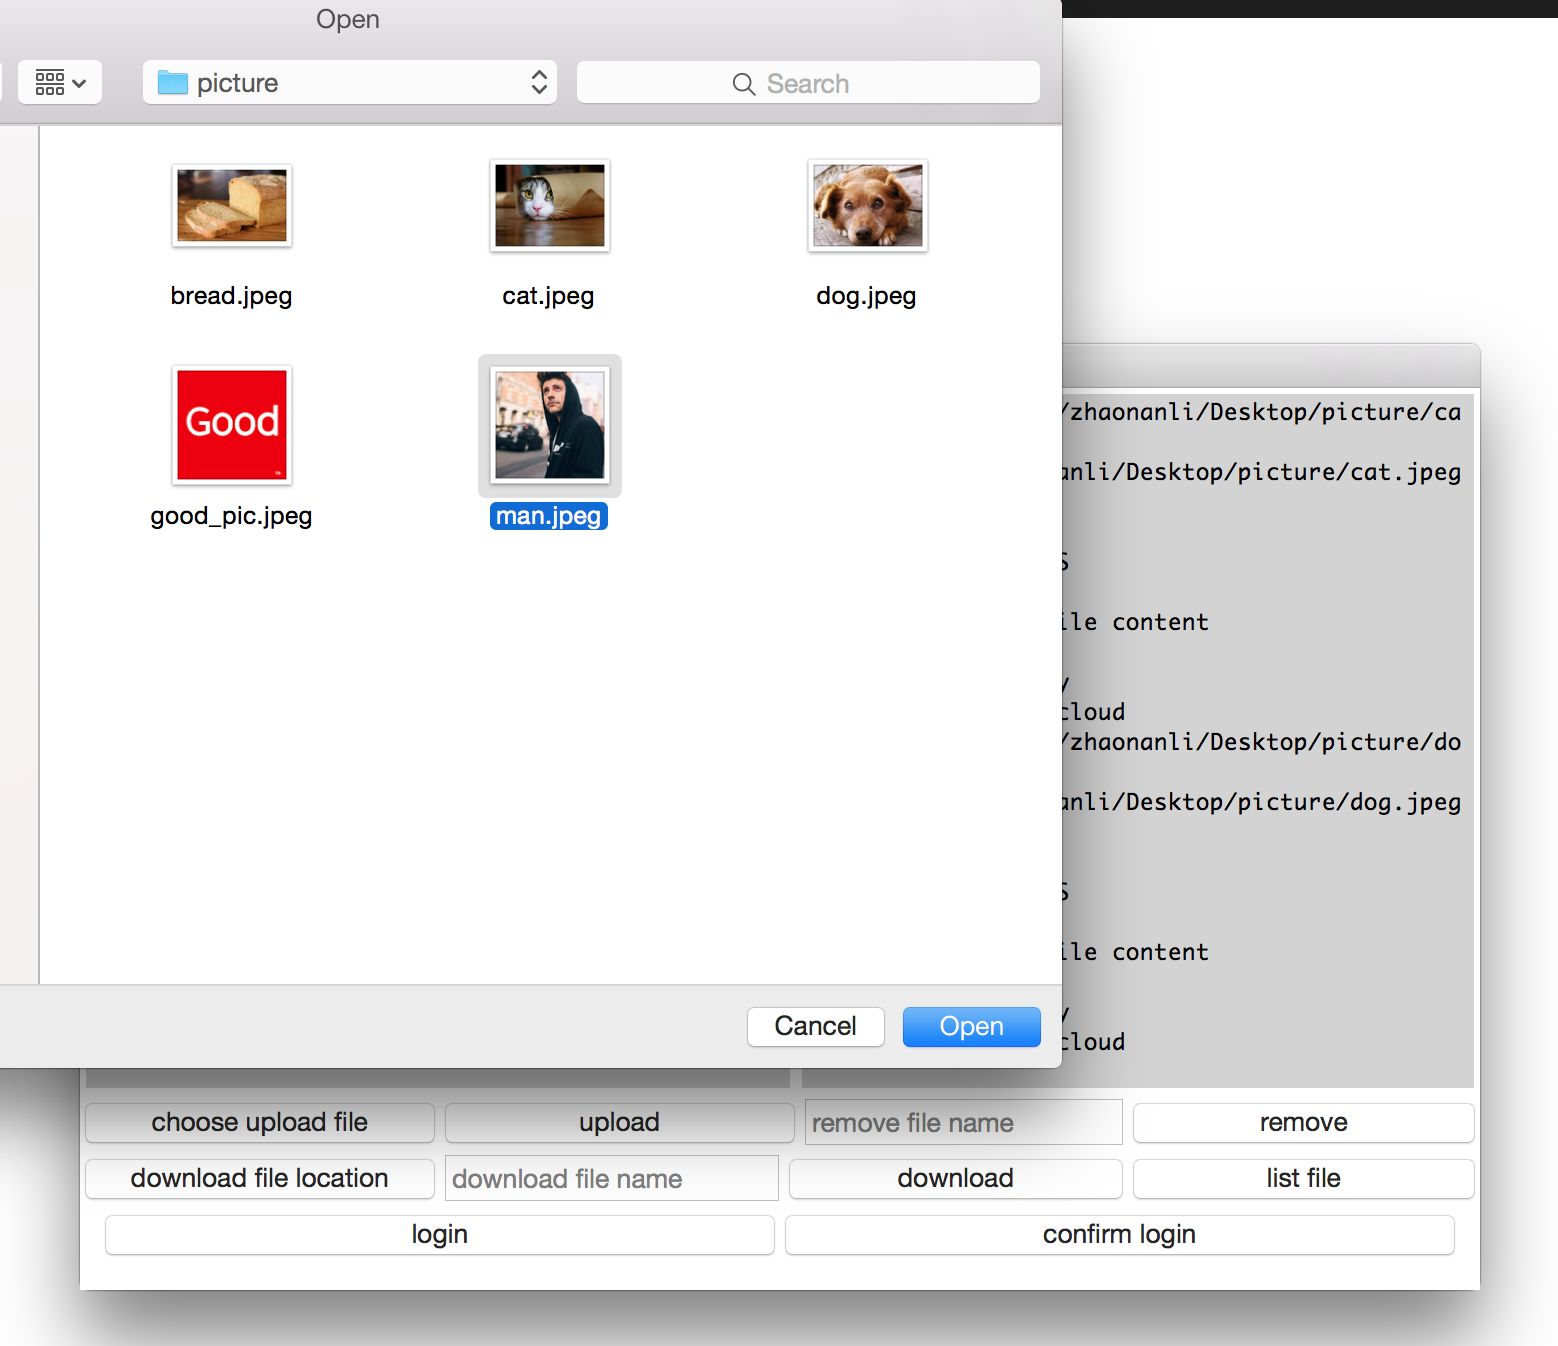 Open
picture
Search
bread.jpeg
cat.jpeg
dog.jpeg
Good
good_pic.jpeg
man.jpeg
Cancel
Open
/zhaonanli/Desktop/picture/ca
anli/Desktop/picture/cat.jpeg
S
ile content
y
cloud
/zhaonanli/Desktop/picture/do
anli/Desktop/picture/dog.jpeg
S
ile content
y
cloud
choose upload file
upload
remove file name
remove
download file location
download file name
download
list file
login
confirm login